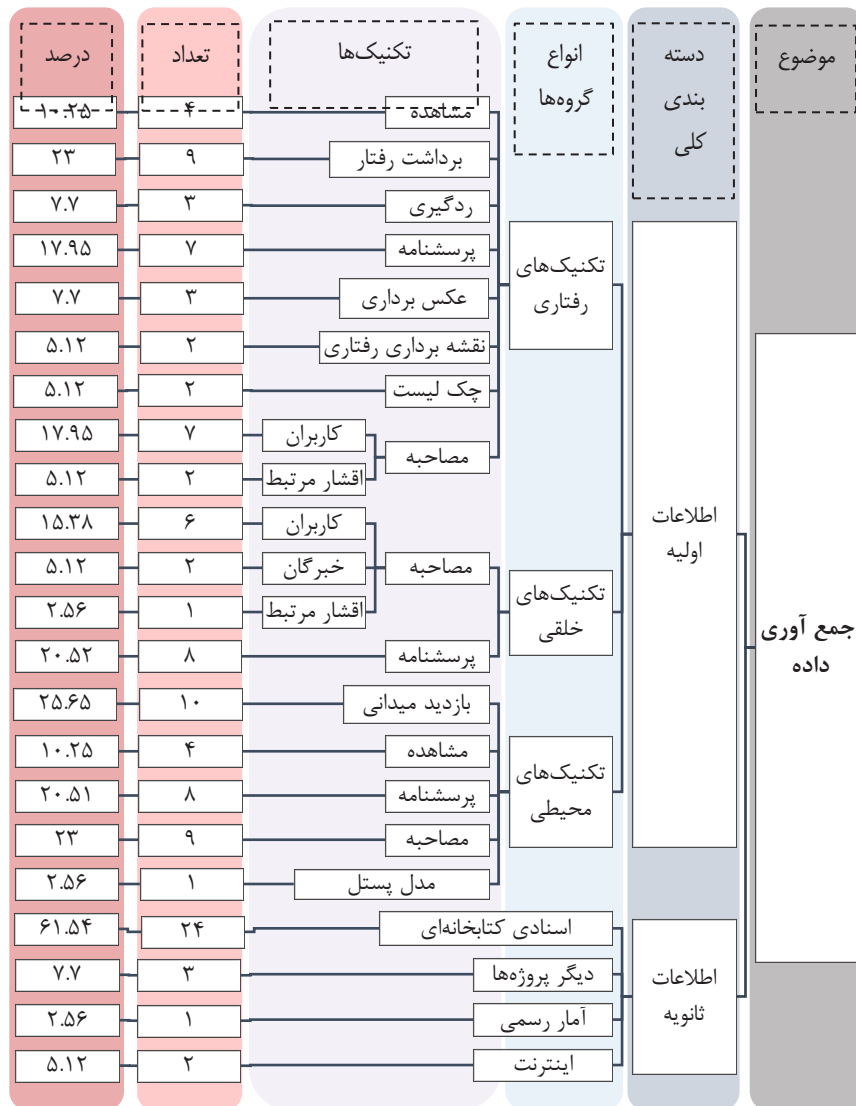 موضوع
دسته
بندی
کلی
انواع
گروه‌ها
تکنیک‌ها
تعداد
درصد
جمع آوری
داده
اطلاعات
اولیه
تکنیک‌های
رفتاری
مشاهده ۴ ۱۰.۲۵
برداشت رفتار ۹ ۲۳
ردگیری ۳ ۷.۷
پرسشنامه ۷ ۱۷.۹۵
عکس برداری ۳ ۷.۷
نقشه برداری رفتاری ۲ ۵.۱۲
چک لیست ۲ ۵.۱۲
مصاحبه
کاربران ۷ ۱۷.۹۵
اقشار مرتبط ۲ ۵.۱۲
تکنیک‌های
خلقی
مصاحبه
کاربران ۶ ۱۵.۳۸
خبرگان ۲ ۵.۱۲
اقشار مرتبط ۱ ۲.۵۶
پرسشنامه ۸ ۲۰.۵۲
تکنیک‌های
محیطی
بازدید میدانی ۱۰ ۲۵.۶۵
مشاهده ۴ ۱۰.۲۵
پرسشنامه ۸ ۲۰.۵۱
مصاحبه ۹ ۲۳
مدل پستل ۱ ۲.۵۶
اطلاعات
ثانویه
اسنادی کتابخانه‌ای ۲۴ ۶۱.۵۴
دیگر پروژه‌ها ۳ ۷.۷
آمار رسمی ۱ ۲.۵۶
اینترنت ۲ ۵.۱۲